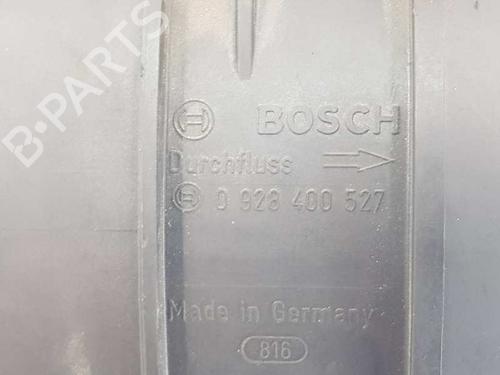 B-PARTS
BOSCH
Durchfluss
0 928 400 527
Made in Germany
816